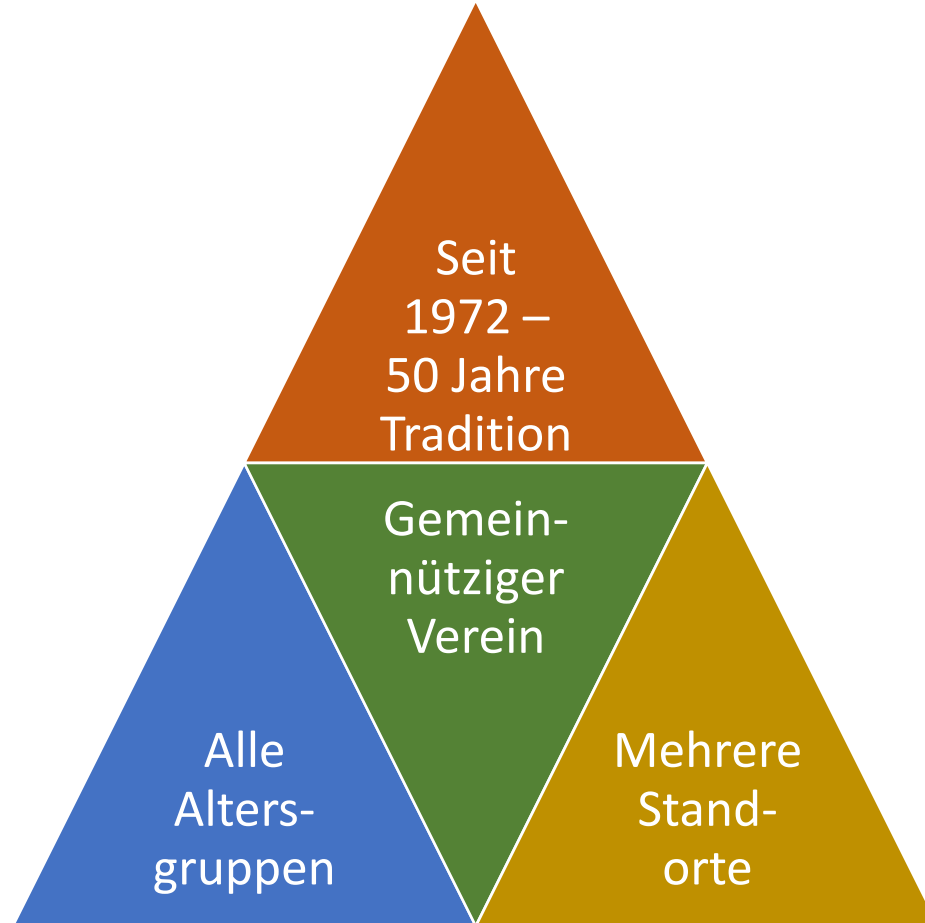 Seit
1972 –
50 Jahre
Tradition
Gemein-
nütziger
Verein
Alle
Alters-
gruppen
Mehrere
Stand-
orte